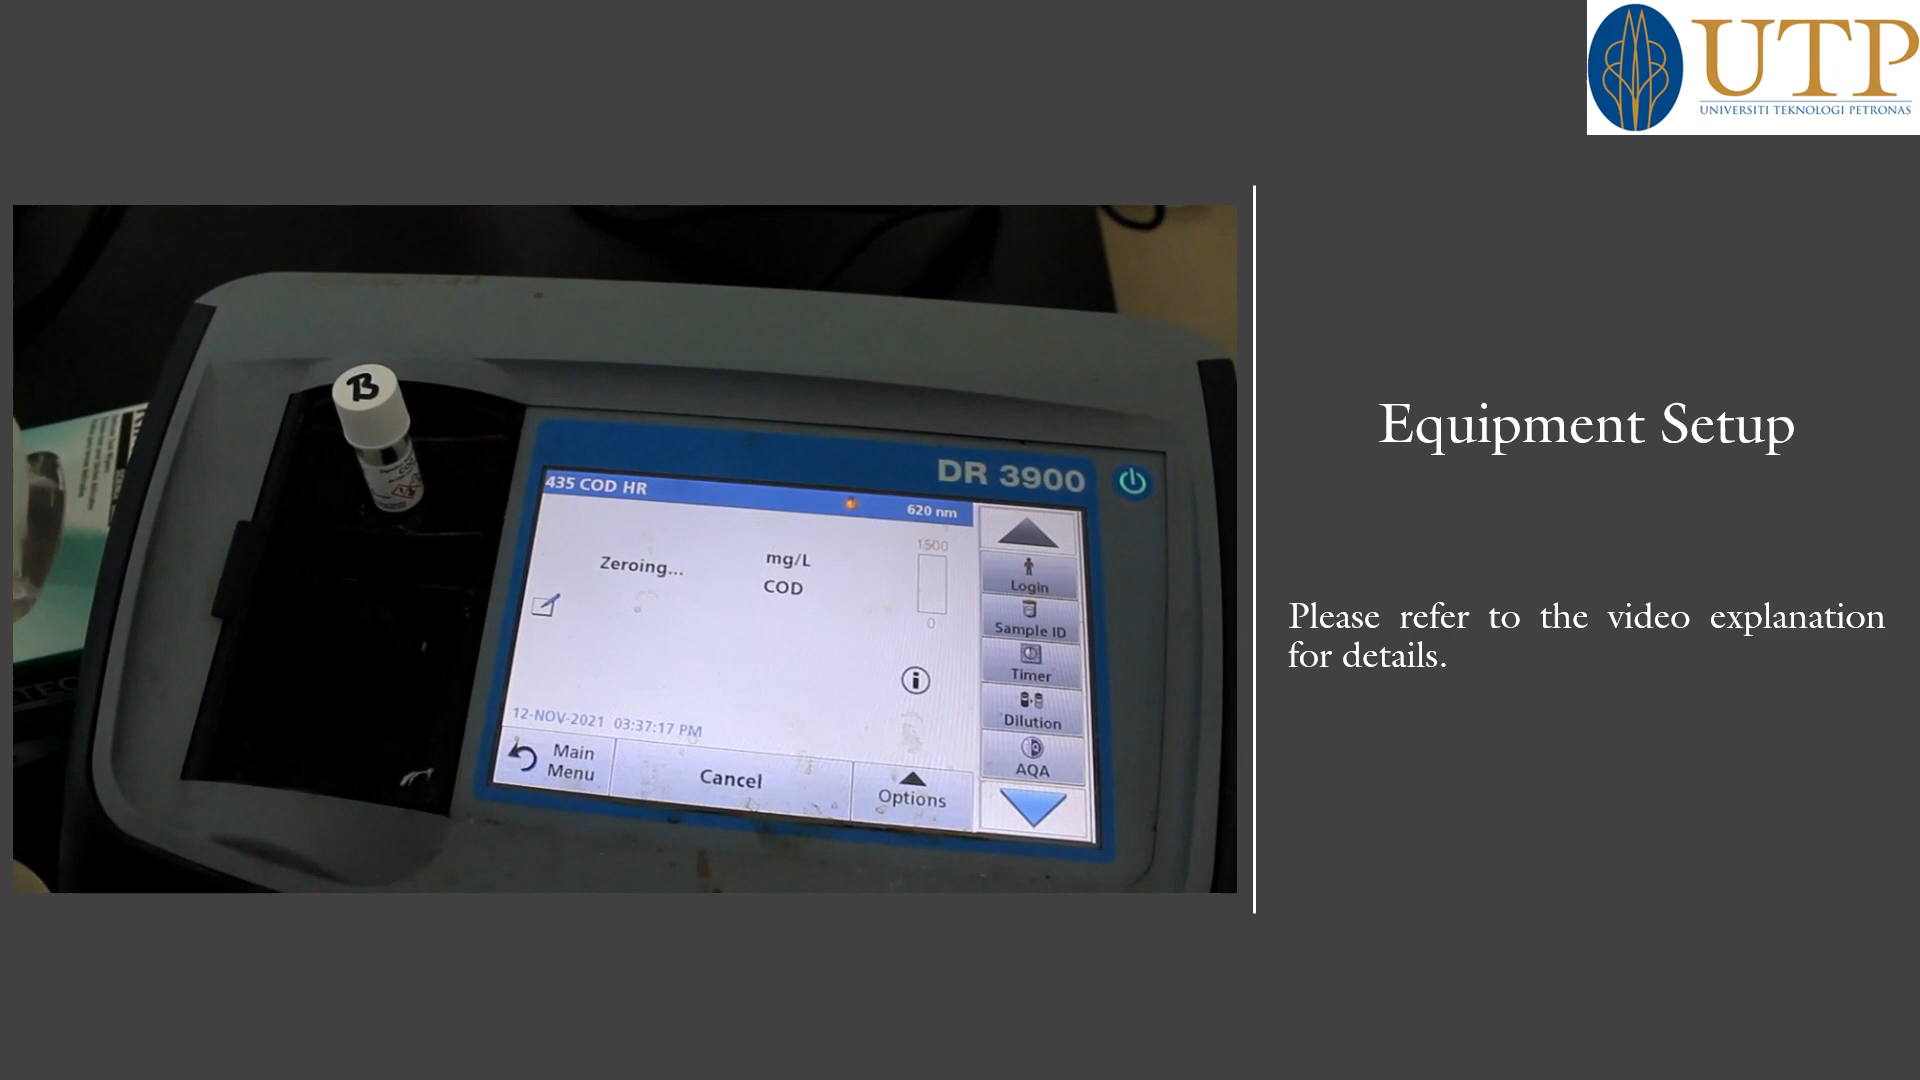 UTP
UNIVERSITI TEKNOLOGI PETRONAS
B
DR 3900
435 COD HR
620 nm
1500
Zeroing...
mg/L
COD
0
Login
Sample ID
Timer
Dilution
AQA
12-NOV-2021 03:37:17 PM
Main
Menu
Cancel
Options
Equipment Setup
Please refer to the video explanation
for details.